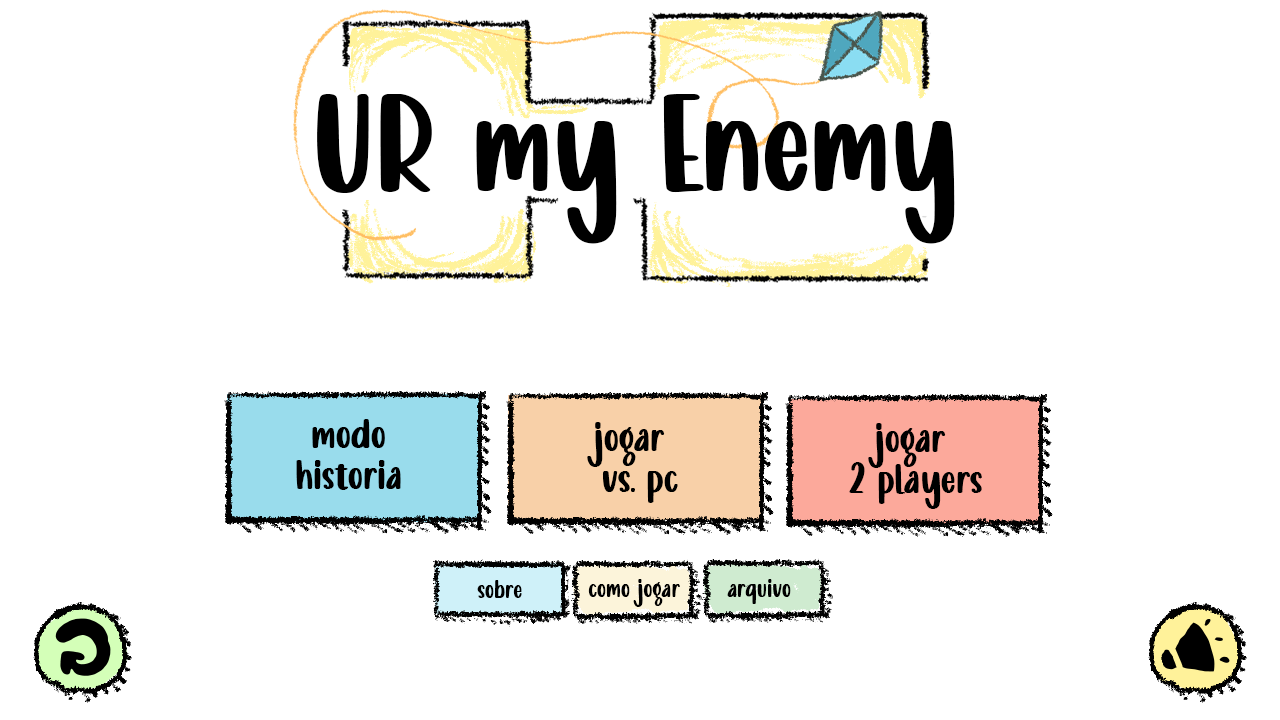 UR my Enemy
modo
historia
jogar
vs. pc
jogar
2 players
sobre
como jogar
arquivo